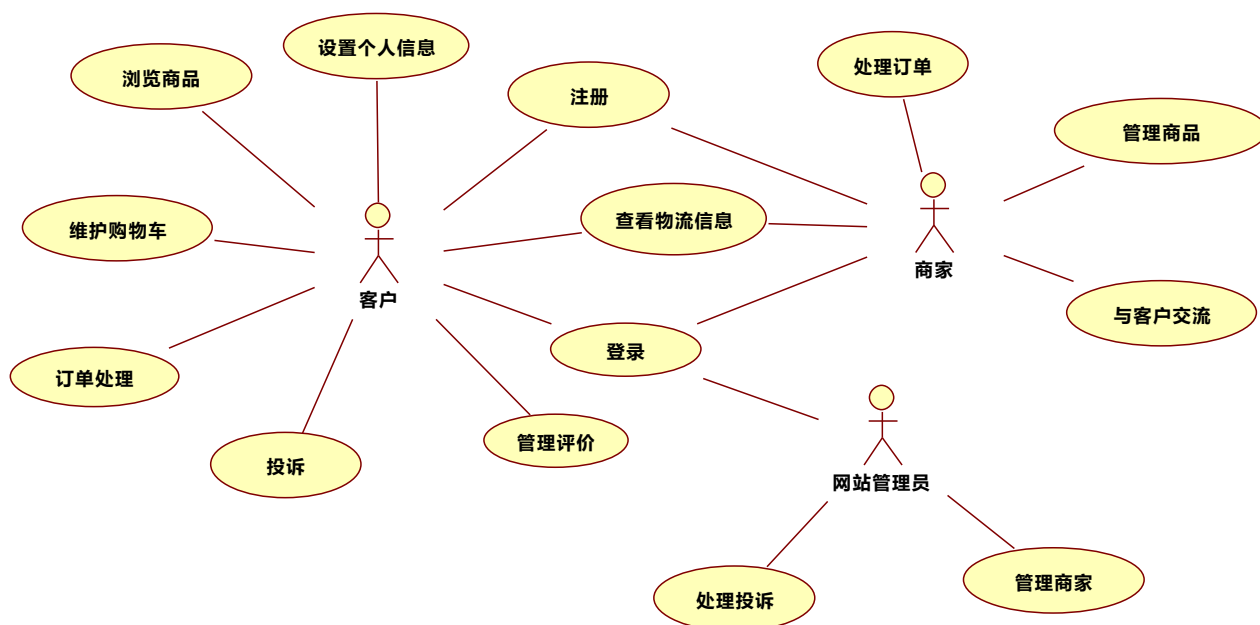 设置个人信息
处理订单
浏览商品
注册
管理商品
查看物流信息
维护购物车
商家
客户
与客户交流
登录
订单处理
管理评价
投诉
网站管理员
管理商家
处理投诉